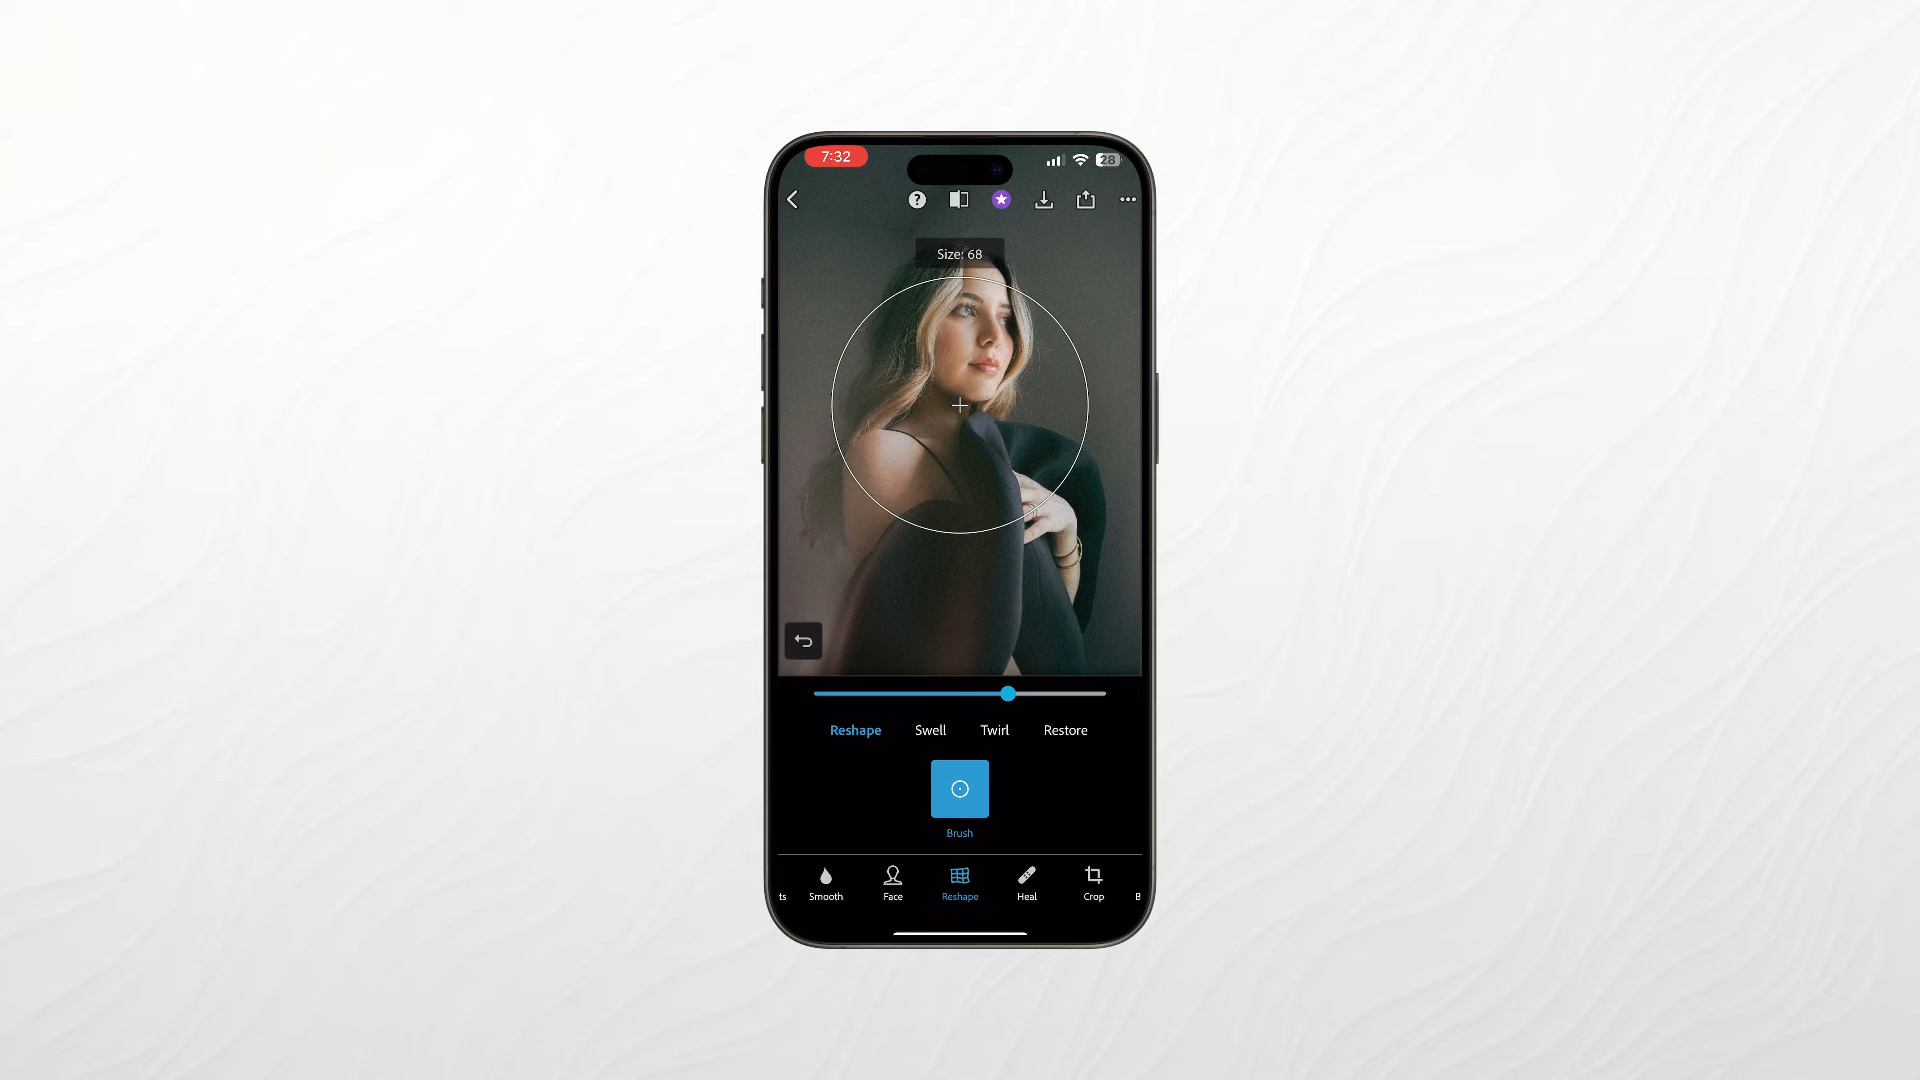 7:32
28
?
Size: 68
Reshape Swell Twirl Restore
Brush
ts Smooth Face Reshape Heal Crop B